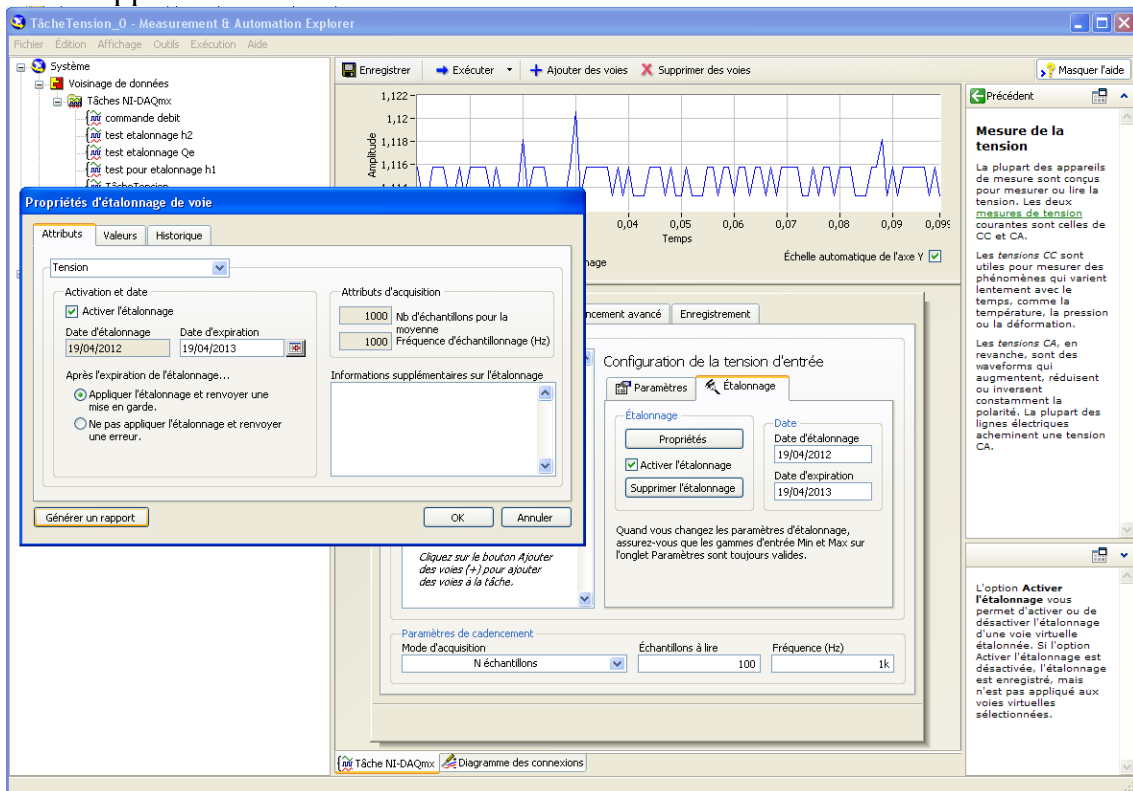 TâcheTension_0 - Measurement & Automation Explorer
Fichier Édition Affichage Outils Exécution Aide
Système
Voisinage de données
Tâches NI-DAQmx
commande debit
test etalonnage h2
test etalonnage Qe
test pour etalonnage h1
TâcheTension
Enregistrer
Exécuter
Ajouter des voies
Supprimer des voies
Masquer l'aide
1,122
1,12
1,118
1,116
1,114
Amplitude
0,04 0,05 0,06 0,07 0,08 0,09 0,099
Temps
Échelle automatique de l'axe Y
Propriétés d'étalonnage de voie
Attributs
Valeurs
Historique
Tension
Activation et date
Activer l'étalonnage
Date d'étalonnage
Date d'expiration
19/04/2012
19/04/2013
Après l'expiration de l'étalonnage...
Appliquer l'étalonnage et renvoyer une
mise en garde.
Ne pas appliquer l'étalonnage et renvoyer
une erreur.
Attributs d'acquisition
1000 Nb d'échantillons pour la
moyenne
1000 Fréquence d'échantillonnage (Hz)
Informations supplémentaires sur l'étalonnage
Générer un rapport
OK
Annuler
ncement avancé
Enregistrement
Configuration de la tension d'entrée
Paramètres
Étalonnage
Étalonnage
Propriétés
Activer l'étalonnage
Supprimer l'étalonnage
Date
Date d'étalonnage
19/04/2012
Date d'expiration
19/04/2013
Quand vous changez les paramètres d'étalonnage,
assurez-vous que les gammes d'entrée Min et Max sur
l'onglet Paramètres sont toujours valides.
Cliquez sur le bouton Ajouter
des voies (+) pour ajouter
des voies à la tâche.
Paramètres de cadencement
Mode d'acquisition
N échantillons
Échantillons à lire
100
Fréquence (Hz)
1k
Tâche NI-DAQmx
Diagramme des connexions
Précédent
Mesure de la
tension
La plupart des appareils
de mesure sont conçus
pour mesurer ou lire la
tension. Les deux
mesures de tension
courantes sont celles de
CC et CA.
Les tensions CC sont
utiles pour mesurer des
phénomènes qui varient
lentement avec le
temps, comme la
température, la pression
ou la déformation.
Les tensions CA, en
revanche, sont des
waveforms qui
augmentent, réduisent
ou inversent
constamment la
polarité. La plupart des
lignes électriques
acheminent une tension
CA.
L'option Activer
l'étalonnage vous
permet d'activer ou de
désactiver l'étalonnage
d'une voie virtuelle
étalonnée. Si l'option
Activer l'étalonnage est
désactivée, l'étalonnage
est enregistré, mais
n'est pas appliqué aux
voies virtuelles
sélectionnées.